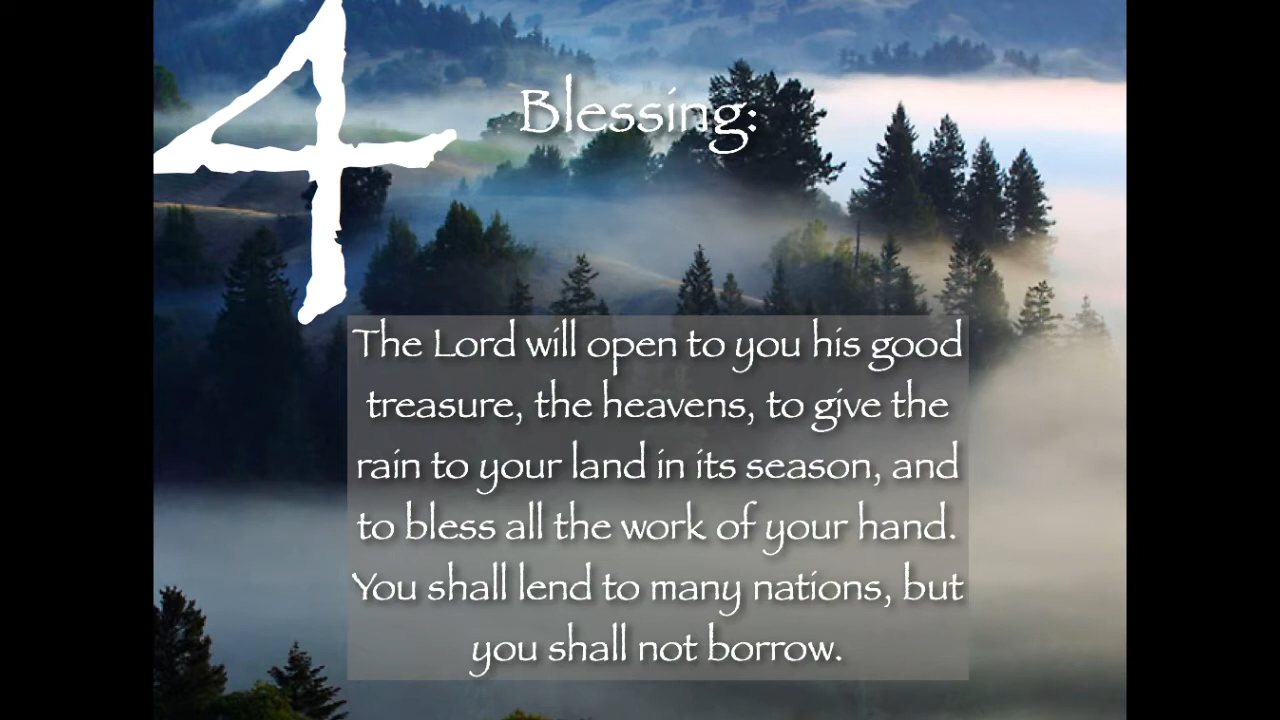 4
Blessing:
The Lord will open to you his good
treasure, the heavens, to give the
rain to your land in its season, and
to bless all the work of your hand.
You shall lend to many nations, but
you shall not borrow.